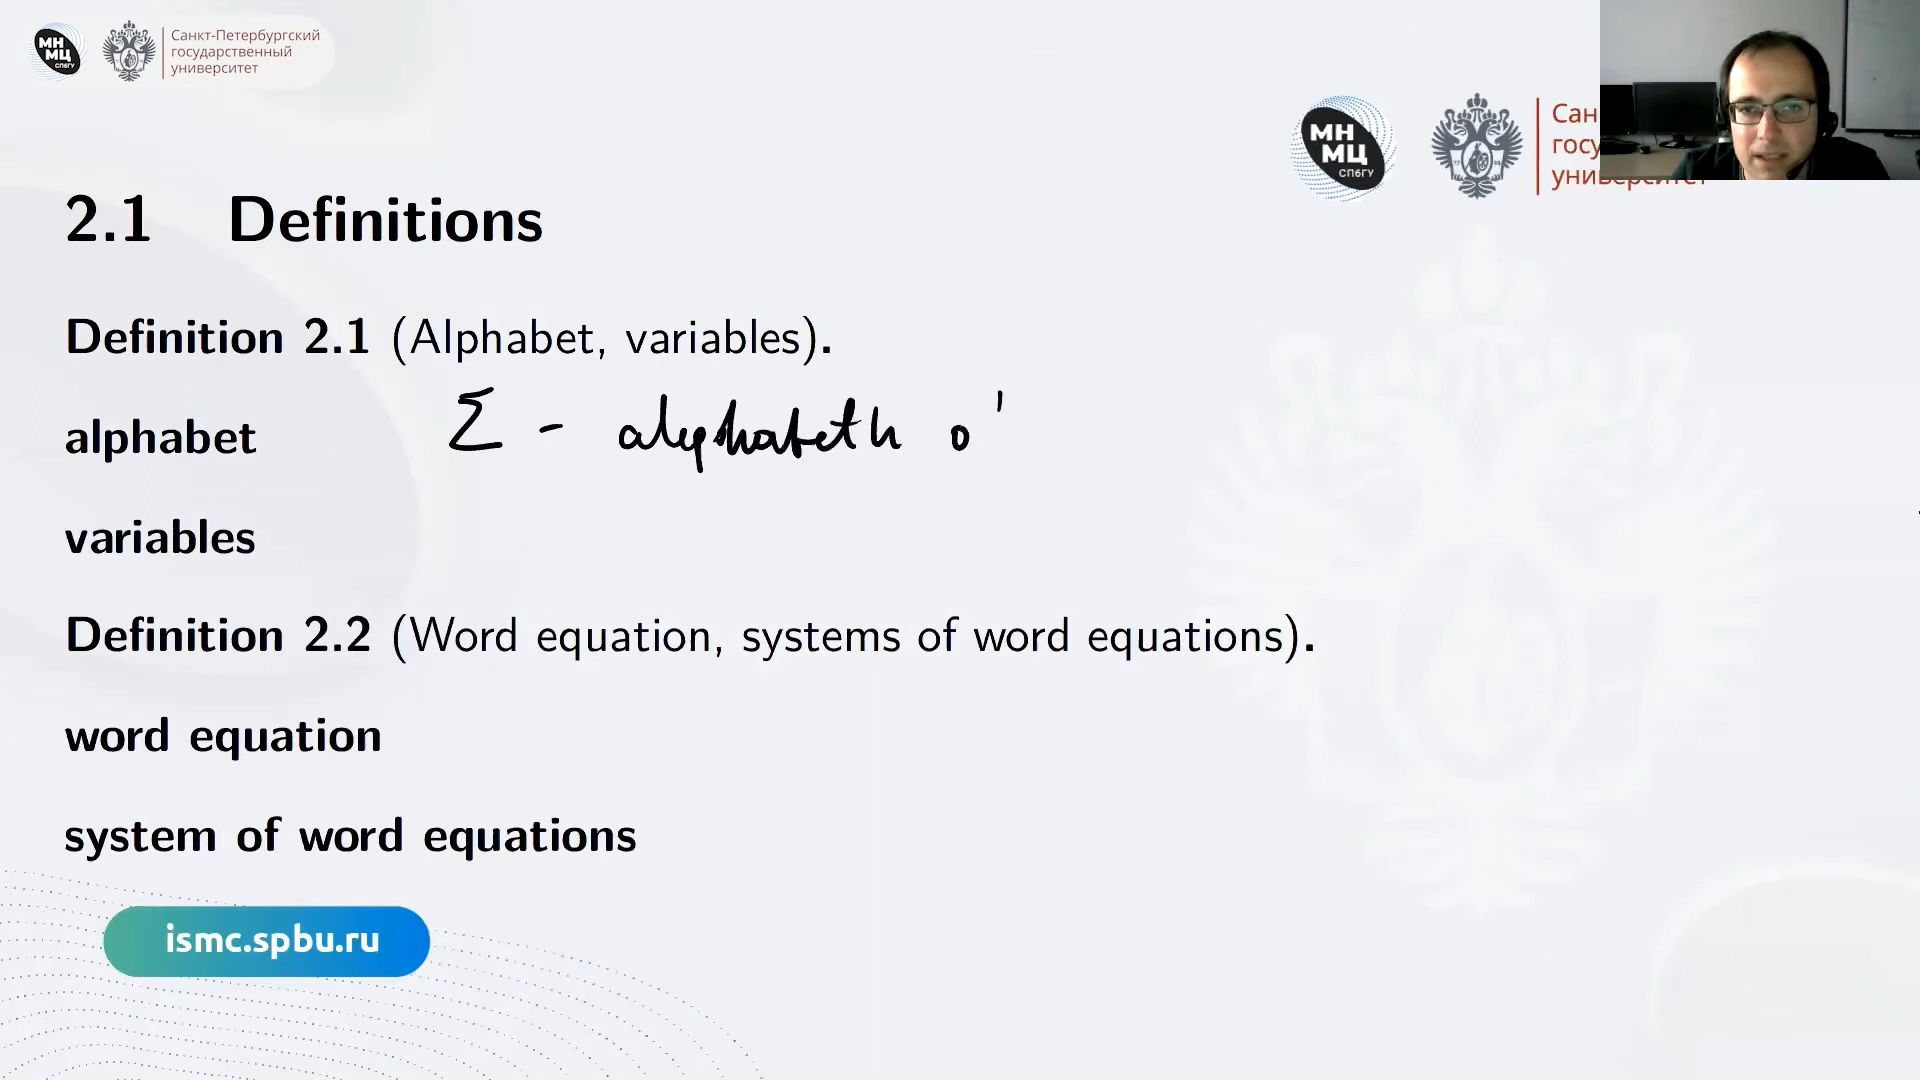 МН
МЦ
СПбГУ
Санкт-Петербургский
государственный
университет
МН
МЦ
СПбГУ
Сан
госу
университет
2.1 Definitions
Definition 2.1 (Alphabet, variables).
alphabet Σ - alphabeth o'
variables
Definition 2.2 (Word equation, systems of word equations).
word equation
system of word equations
ismc.spbu.ru